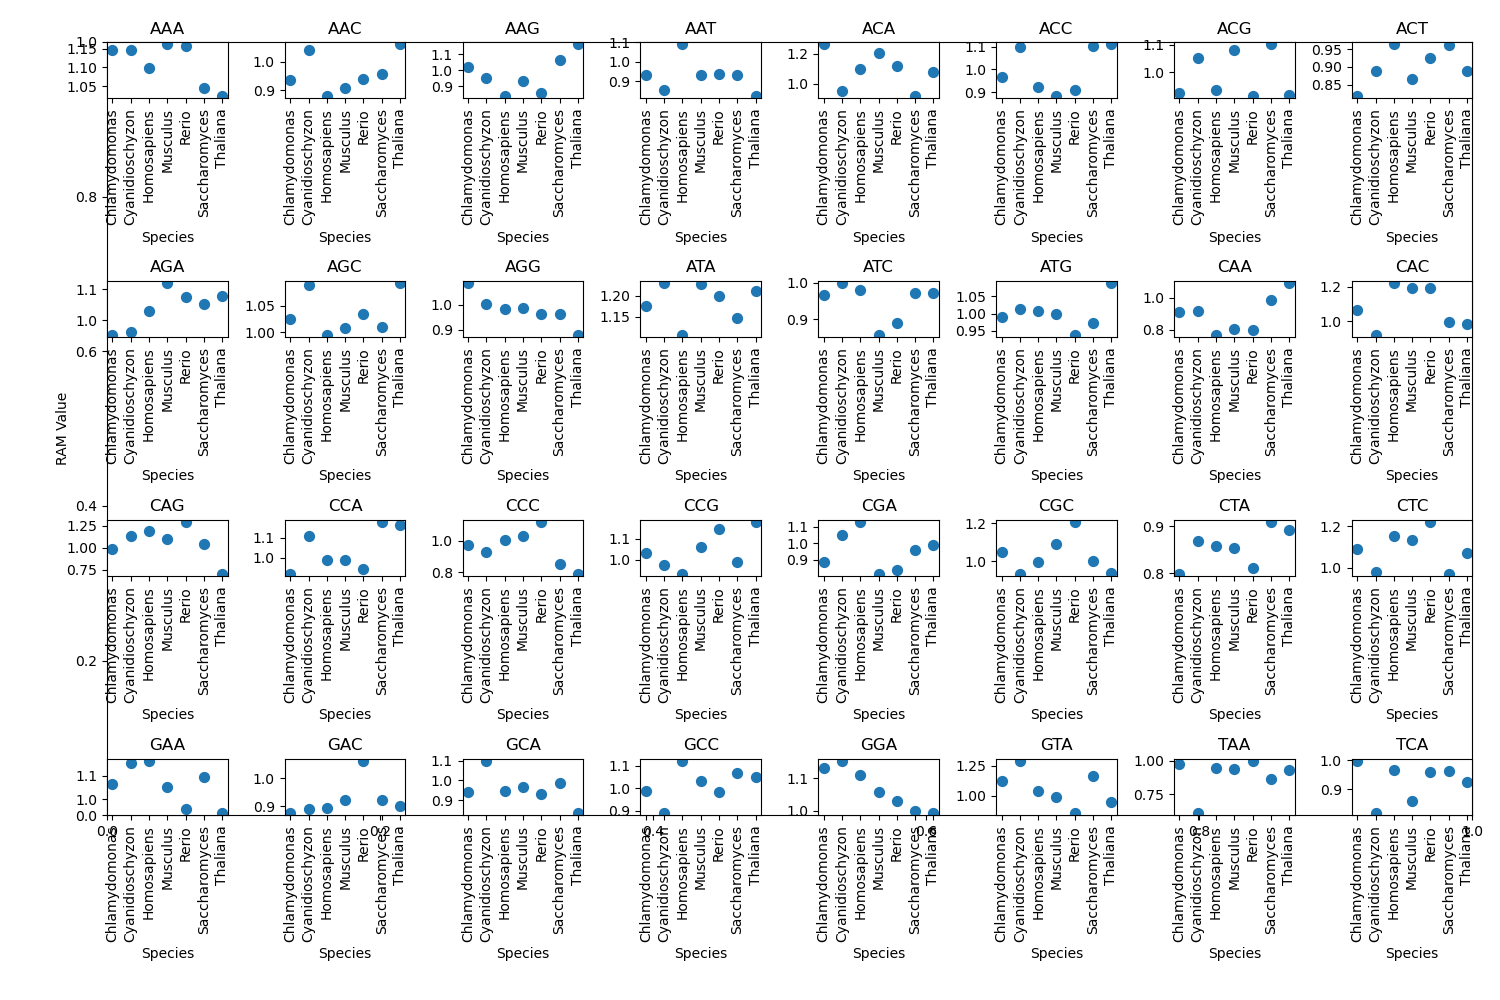 AAA AAC AAG AAT ACA ACC ACG ACT
1.0
1.15 1.10 1.05
1.0 0.9
1.1 1.0 0.9
1.1 1.0 0.9
1.2 1.0
1.1 1.0 0.9
1.1 1.0
0.95 0.90 0.85
0.8
Chlamydomonas Cyanidioschyzon Homosapiens Musculus Rerio Saccharomyces Thaliana
Chlamydomonas Cyanidioschyzon Homosapiens Musculus Rerio Saccharomyces Thaliana
Chlamydomonas Cyanidioschyzon Homosapiens Musculus Rerio Saccharomyces Thaliana
Chlamydomonas Cyanidioschyzon Homosapiens Musculus Rerio Saccharomyces Thaliana
Chlamydomonas Cyanidioschyzon Homosapiens Musculus Rerio Saccharomyces Thaliana
Chlamydomonas Cyanidioschyzon Homosapiens Musculus Rerio Saccharomyces Thaliana
Chlamydomonas Cyanidioschyzon Homosapiens Musculus Rerio Saccharomyces Thaliana
Chlamydomonas Cyanidioschyzon Homosapiens Musculus Rerio Saccharomyces Thaliana
Species Species Species Species Species Species Species Species
AGA AGC AGG ATA ATC ATG CAA CAC
1.1 1.0
1.05 1.00
1.0 0.9
1.20 1.15
1.0 0.9
1.05 1.00 0.95
1.0 0.8
1.2 1.0
0.6
RAM Value
Chlamydomonas Cyanidioschyzon Homosapiens Musculus Rerio Saccharomyces Thaliana
Chlamydomonas Cyanidioschyzon Homosapiens Musculus Rerio Saccharomyces Thaliana
Chlamydomonas Cyanidioschyzon Homosapiens Musculus Rerio Saccharomyces Thaliana
Chlamydomonas Cyanidioschyzon Homosapiens Musculus Rerio Saccharomyces Thaliana
Chlamydomonas Cyanidioschyzon Homosapiens Musculus Rerio Saccharomyces Thaliana
Chlamydomonas Cyanidioschyzon Homosapiens Musculus Rerio Saccharomyces Thaliana
Chlamydomonas Cyanidioschyzon Homosapiens Musculus Rerio Saccharomyces Thaliana
Chlamydomonas Cyanidioschyzon Homosapiens Musculus Rerio Saccharomyces Thaliana
Species Species Species Species Species Species Species Species
CAG CCA CCC CCG CGA CGC CTA CTC
0.4
1.25 1.00 0.75
1.1 1.0
1.0 0.8
1.1 1.0
1.1 1.0 0.9
1.2 1.0
0.9 0.8
1.2 1.0
0.2
Chlamydomonas Cyanidioschyzon Homosapiens Musculus Rerio Saccharomyces Thaliana
Chlamydomonas Cyanidioschyzon Homosapiens Musculus Rerio Saccharomyces Thaliana
Chlamydomonas Cyanidioschyzon Homosapiens Musculus Rerio Saccharomyces Thaliana
Chlamydomonas Cyanidioschyzon Homosapiens Musculus Rerio Saccharomyces Thaliana
Chlamydomonas Cyanidioschyzon Homosapiens Musculus Rerio Saccharomyces Thaliana
Chlamydomonas Cyanidioschyzon Homosapiens Musculus Rerio Saccharomyces Thaliana
Chlamydomonas Cyanidioschyzon Homosapiens Musculus Rerio Saccharomyces Thaliana
Chlamydomonas Cyanidioschyzon Homosapiens Musculus Rerio Saccharomyces Thaliana
Species Species Species Species Species Species Species Species
GAA GAC GCA GCC GGA GTA TAA TCA
1.1 1.0
1.0 0.9
1.1 1.0 0.9
1.1 1.0 0.9
1.1 1.0
1.25 1.00
1.00 0.75
1.0 0.9
0.0
0.0 0.2 0.4 0.6 0.8 1.0
Chlamydomonas Cyanidioschyzon Homosapiens Musculus Rerio Saccharomyces Thaliana
Chlamydomonas Cyanidioschyzon Homosapiens Musculus Rerio Saccharomyces Thaliana
Chlamydomonas Cyanidioschyzon Homosapiens Musculus Rerio Saccharomyces Thaliana
Chlamydomonas Cyanidioschyzon Homosapiens Musculus Rerio Saccharomyces Thaliana
Chlamydomonas Cyanidioschyzon Homosapiens Musculus Rerio Saccharomyces Thaliana
Chlamydomonas Cyanidioschyzon Homosapiens Musculus Rerio Saccharomyces Thaliana
Chlamydomonas Cyanidioschyzon Homosapiens Musculus Rerio Saccharomyces Thaliana
Chlamydomonas Cyanidioschyzon Homosapiens Musculus Rerio Saccharomyces Thaliana
Species Species Species Species Species Species Species Species